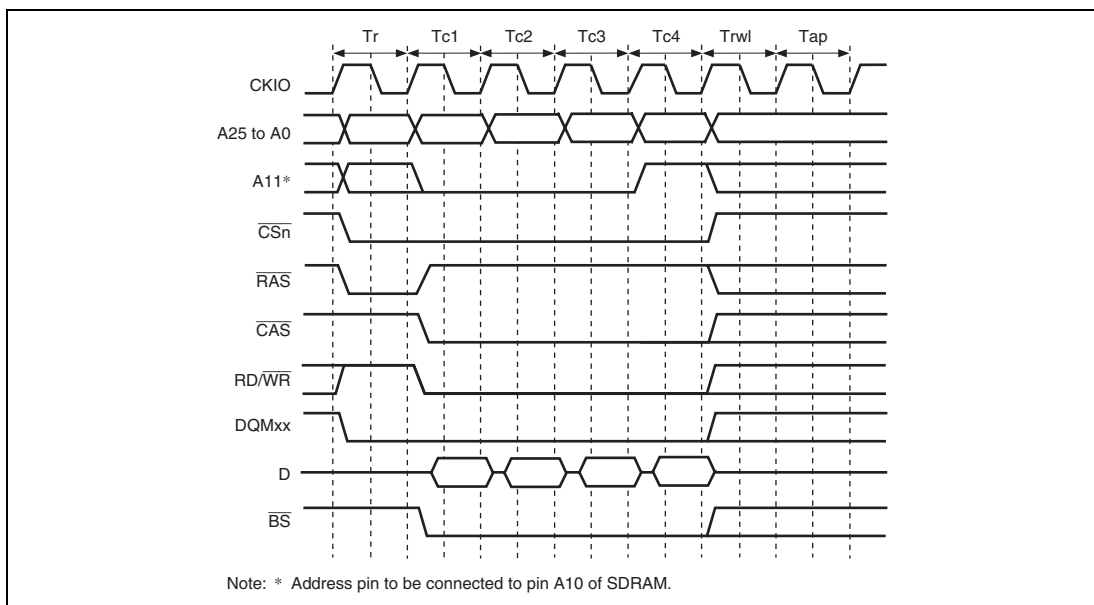 Tr Tc1 Tc2 Tc3 Tc4 Trwl Tap
CKIO
A25 to A0
A11*
CSn
RAS
CAS
RD/WR
DQMxx
D
BS
Note: * Address pin to be connected to pin A10 of SDRAM.